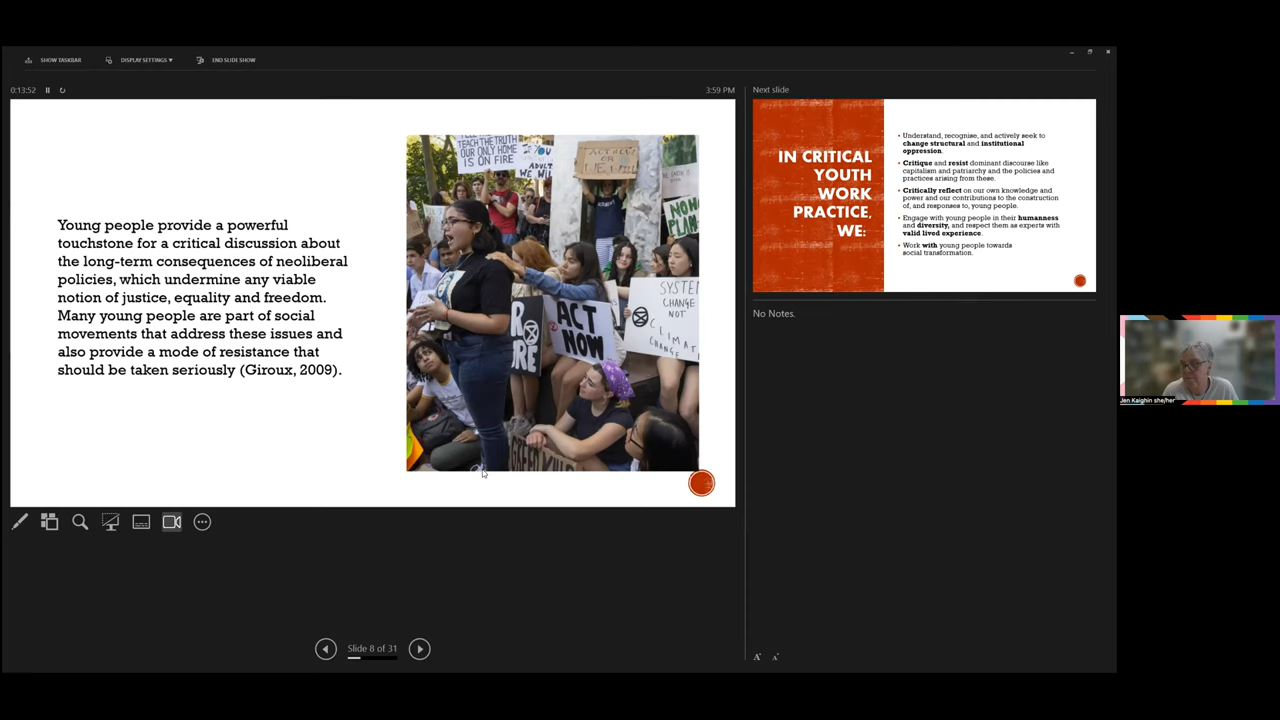 SHOW TASKBAR
DISPLAY SETTINGS ▾
END SLIDE SHOW
0:13:52
3:59 PM
Young people provide a powerful
touchstone for a critical discussion about
the long-term consequences of neoliberal
policies, which undermine any viable
notion of justice, equality and freedom.
Many young people are part of social
movements that address these issues and
also provide a mode of resistance that
should be taken seriously (Giroux, 2009).
TEACH THE TRUTH
OUR ONLY HOME
IS ON FIRE
ACT NOW
OR
ACT
NOW
SYSTEM
CHANGE
NOT
CLIMATE
CHANGE
GREED KILLS
Slide 8 of 31
Next slide
IN CRITICAL
YOUTH
WORK
PRACTICE,
WE:
• Understand, recognise, and actively seek to
change structural and institutional
oppression.
• Critique and resist dominant discourse like
capitalism and patriarchy and the policies and
practices arising from these.
• Critically reflect on our own knowledge and
power and our contributions to the construction
of, and responses to, young people.
• Engage with young people in their humanness
and diversity, and respect them as experts with
valid lived experience.
• Work with young people towards
social transformation.
No Notes.
Jen Kaighin she/her